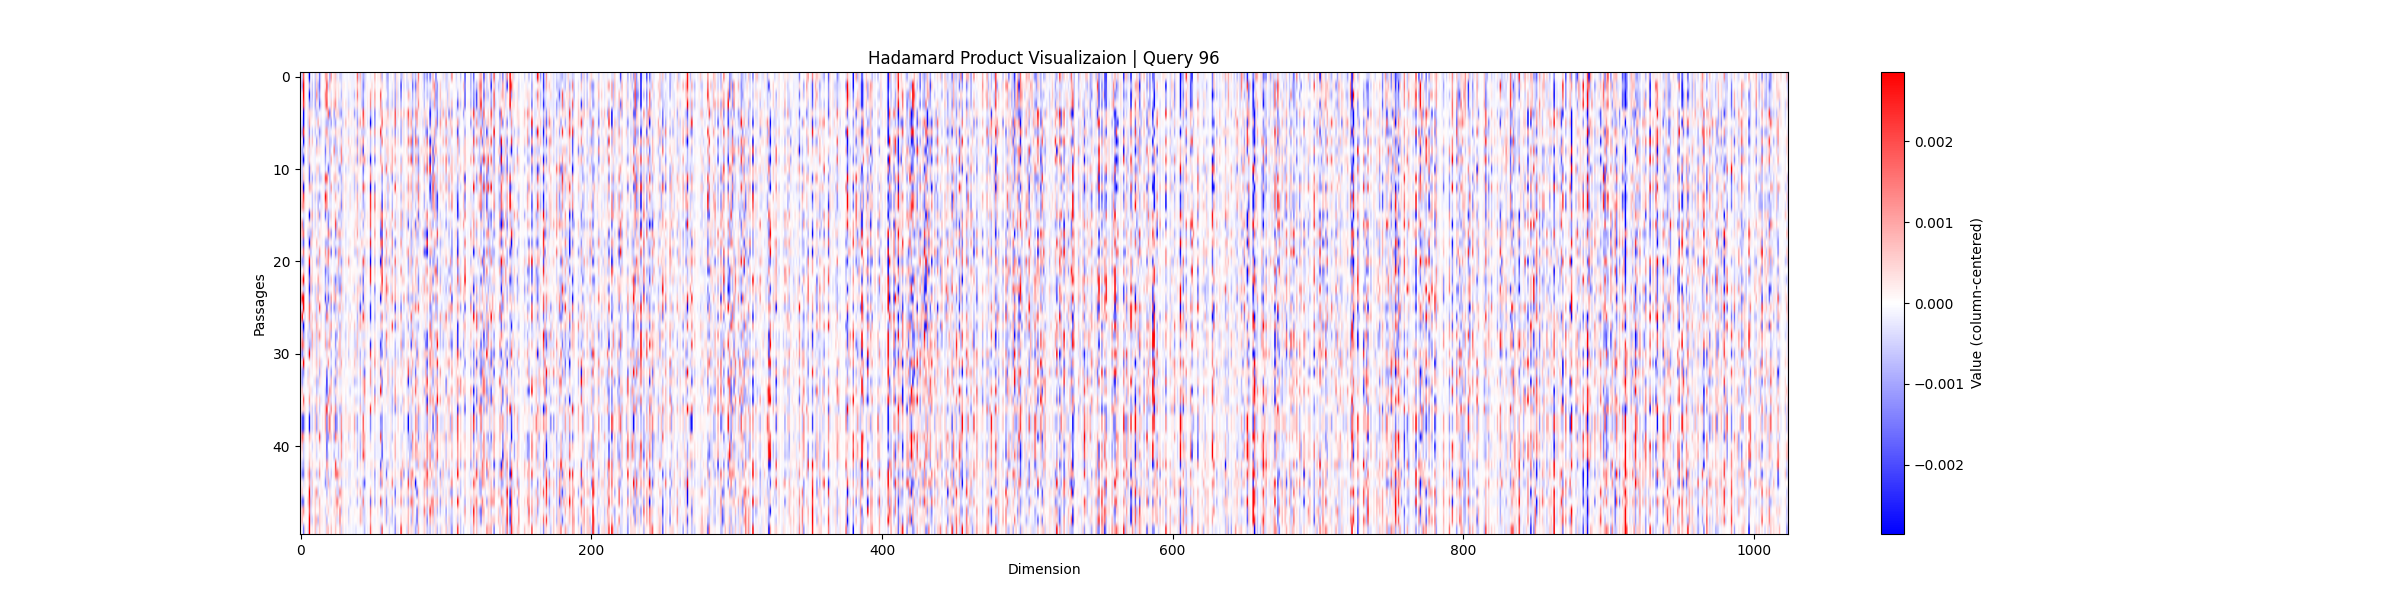 Hadamard Product Visualizaion | Query 96
0
10
20
30
40
Passages
0 200 400 600 800 1000
Dimension
0.002
0.001
0.000
−0.001
−0.002
Value (column-centered)